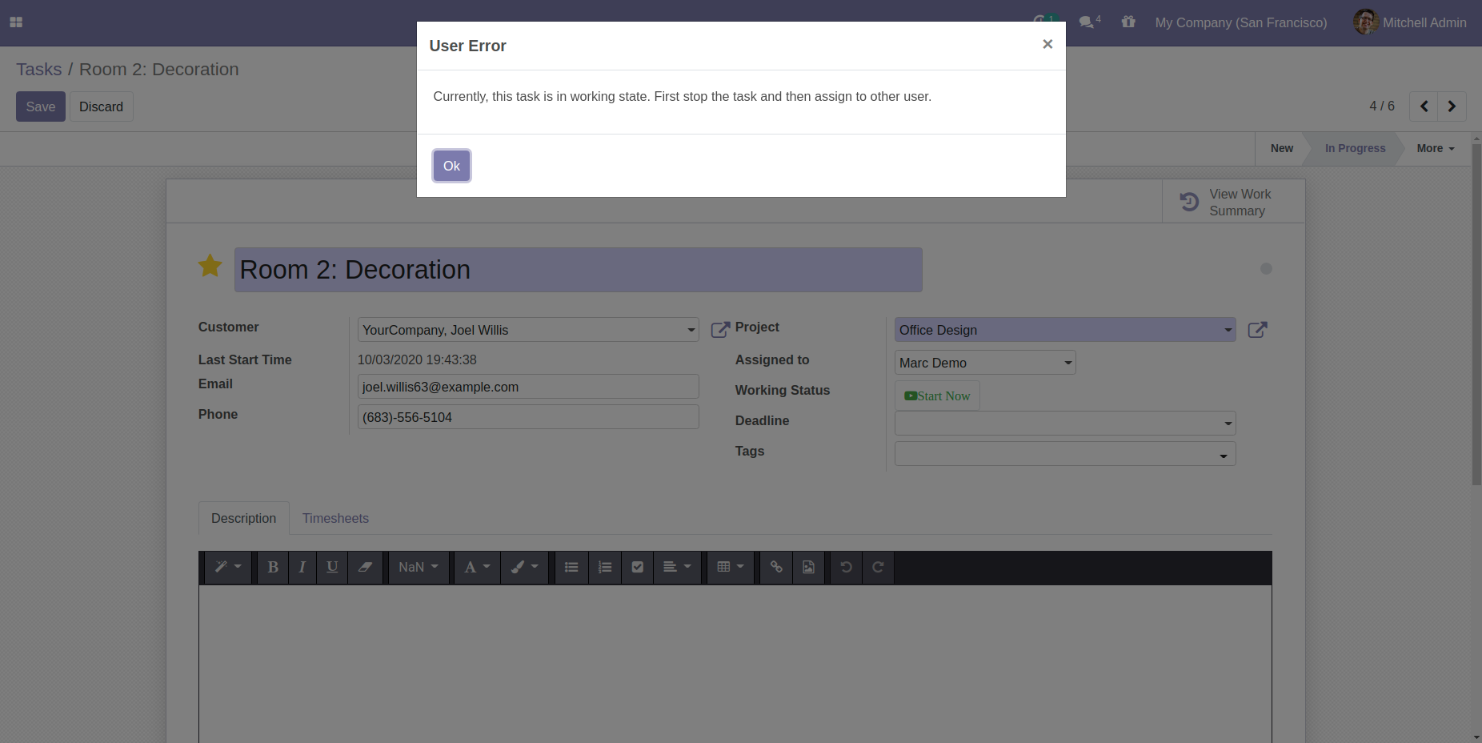 1
4
My Company (San Francisco)
Mitchell Admin
User Error
×
Currently, this task is in working state. First stop the task and then assign to other user.
Ok
Tasks / Room 2: Decoration
Save
Discard
4 / 6
New
In Progress
More
View Work
Summary
Room 2: Decoration
Customer
YourCompany, Joel Willis
Project
Office Design
Last Start Time
10/03/2020 19:43:38
Assigned to
Marc Demo
Email
joel.willis63@example.com
Working Status
Start Now
Phone
(683)-556-5104
Deadline
Tags
Description
Timesheets
B
I
U
NaN
A